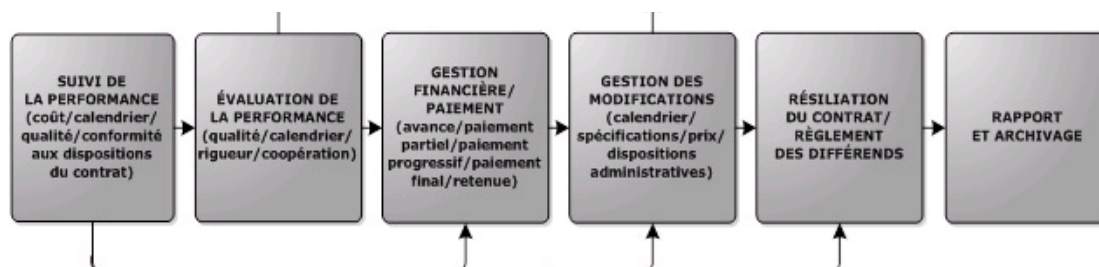 SUIVI DE
LA PERFORMANCE
(coût/calendrier/
qualité/conformité
aux dispositions
du contrat)
ÉVALUATION DE
LA PERFORMANCE
(qualité/calendrier/
rigueur/coopération)
GESTION
FINANCIÈRE/
PAIEMENT
(avance/paiement
partiel/paiement
progressif/paiement
final/retenue)
GESTION DES
MODIFICATIONS
(calendrier/
spécifications/prix/
dispositions
administratives)
RÉSILIATION
DU CONTRAT/
RÈGLEMENT
DES DIFFÉRENDS
RAPPORT
ET ARCHIVAGE